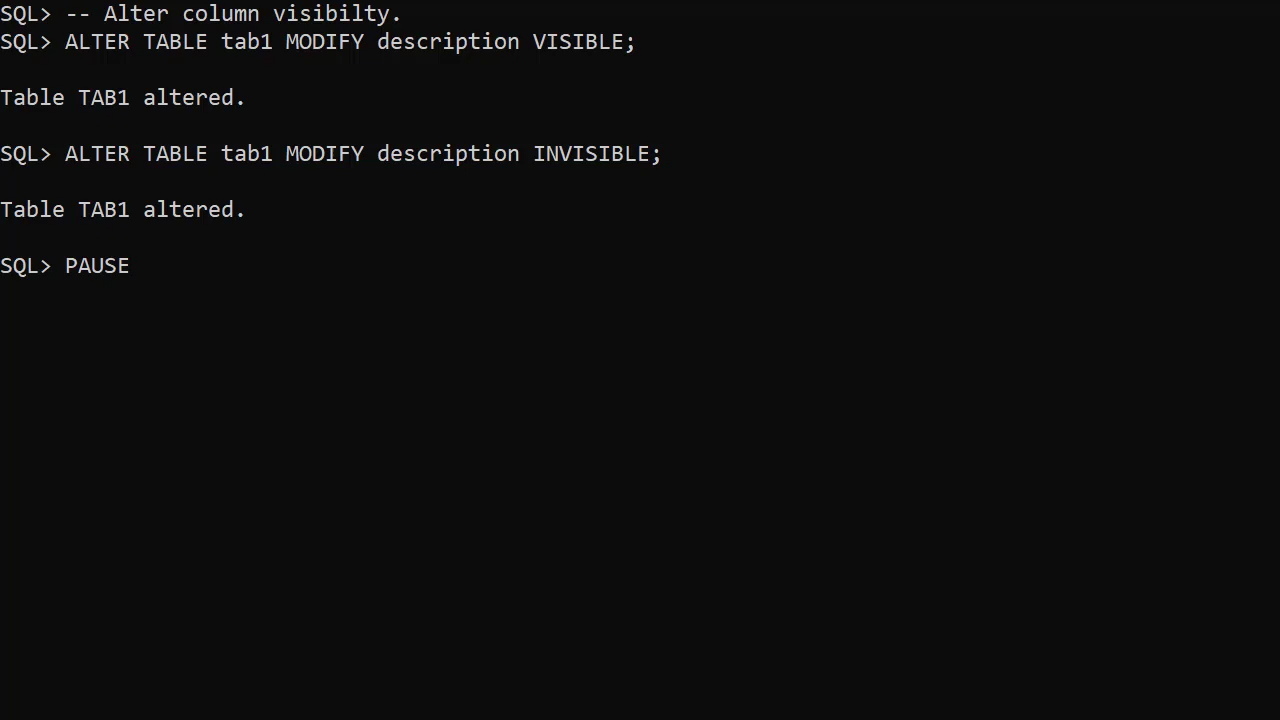 SQL> -- Alter column visibilty.
SQL> ALTER TABLE tab1 MODIFY description VISIBLE;
Table TAB1 altered.
SQL> ALTER TABLE tab1 MODIFY description INVISIBLE;
Table TAB1 altered.
SQL> PAUSE